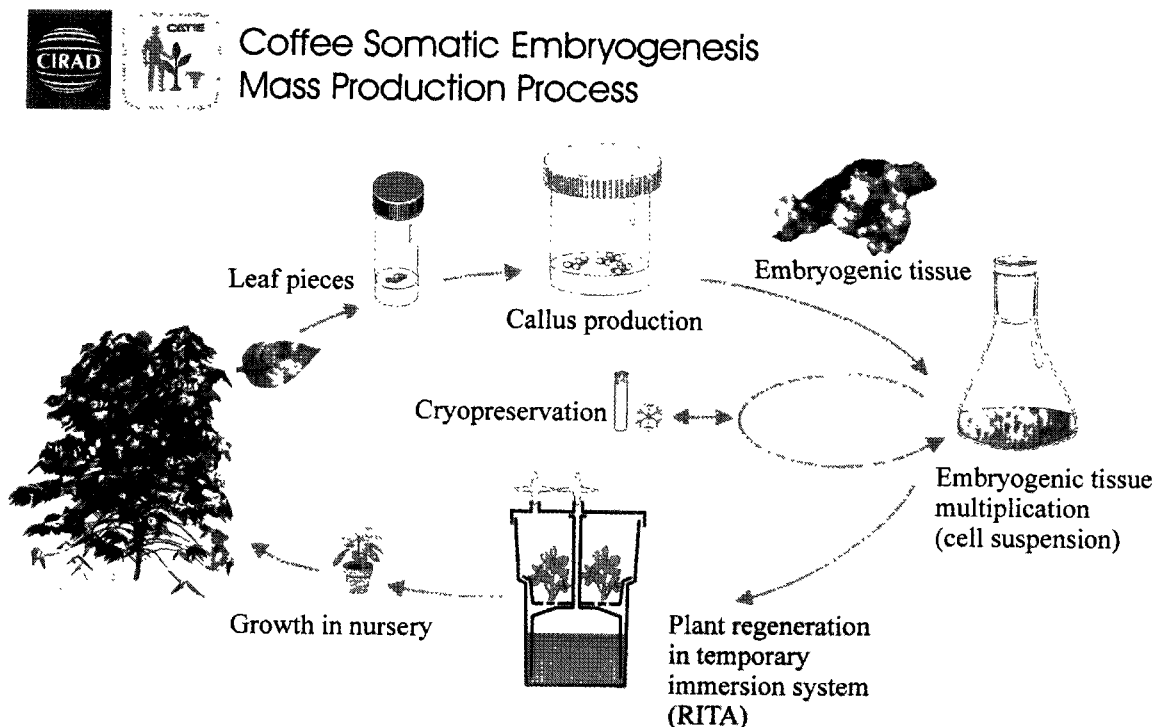 CIRAD
CATIE
Coffee Somatic Embryogenesis
Mass Production Process
Leaf pieces
Callus production
Embryogenic tissue
Cryopreservation
Embryogenic tissue
multiplication
(cell suspension)
Growth in nursery
Plant regeneration
in temporary
immersion system
(RITA)